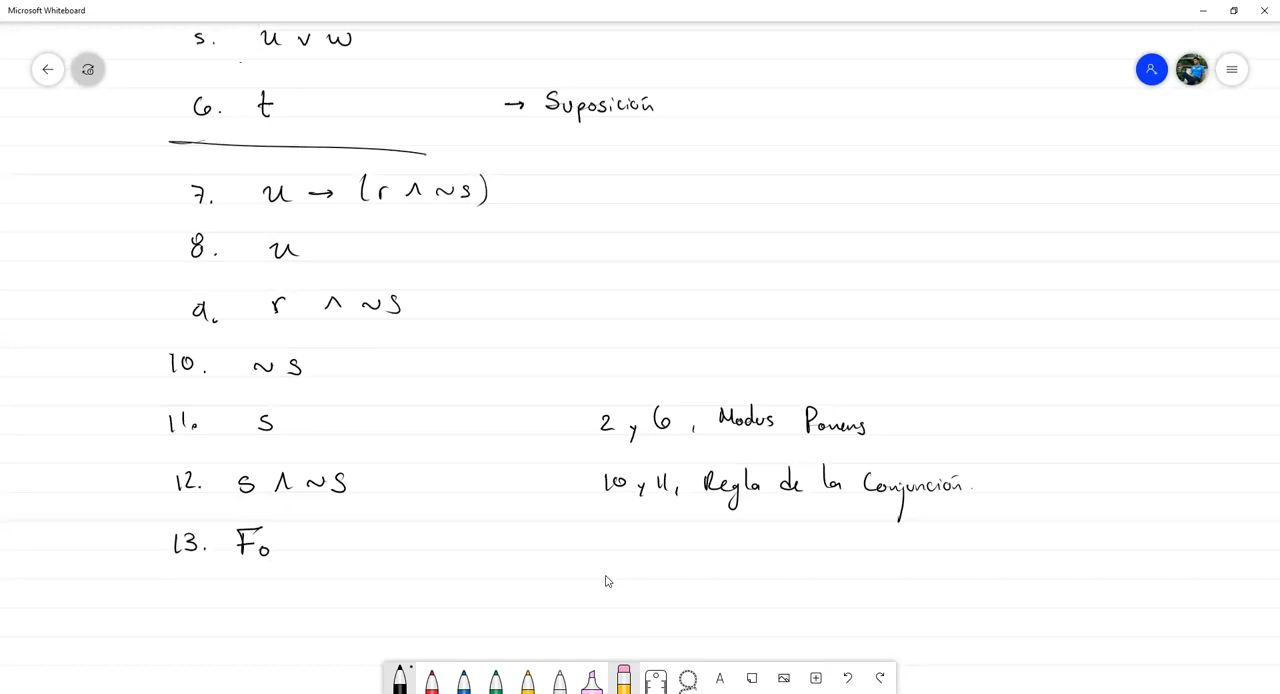 Microsoft Whiteboard
5. u ∨ w
6. t → Suposición
7. u → (r ∧ ~s)
8. u
9. r ∧ ~s
10. ~s
11. s 2 y 6, Modus Ponens
12. s ∧ ~s 10 y 11, Regla de la Conjunción.
13. F₀
A